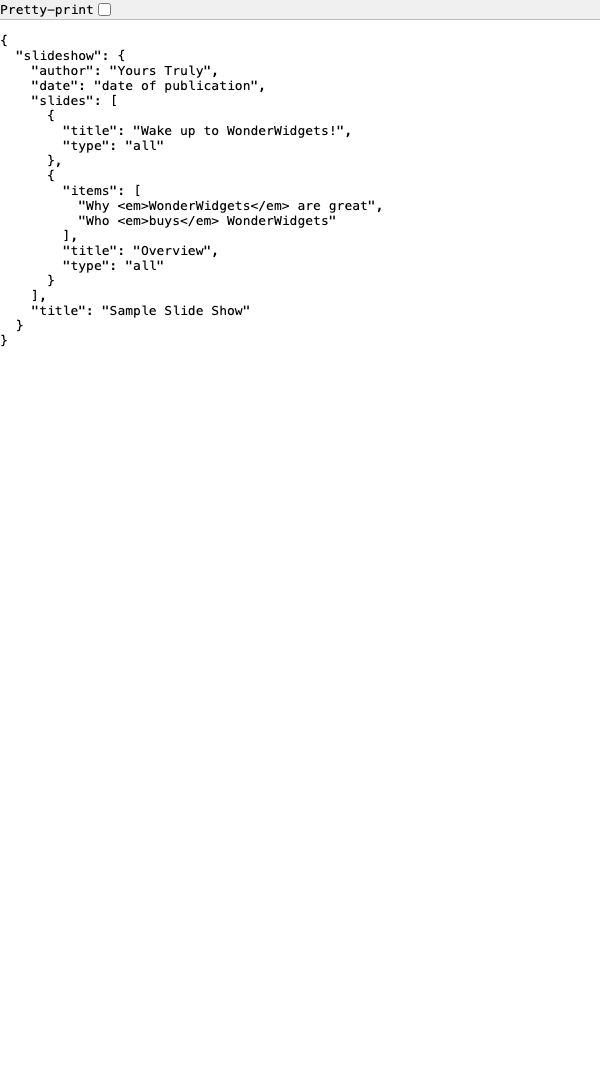 Pretty-print
{
  "slideshow": {
    "author": "Yours Truly",
    "date": "date of publication",
    "slides": [
      {
        "title": "Wake up to WonderWidgets!",
        "type": "all"
      },
      {
        "items": [
          "Why <em>WonderWidgets</em> are great",
          "Who <em>buys</em> WonderWidgets"
        ],
        "title": "Overview",
        "type": "all"
      }
    ],
    "title": "Sample Slide Show"
  }
}